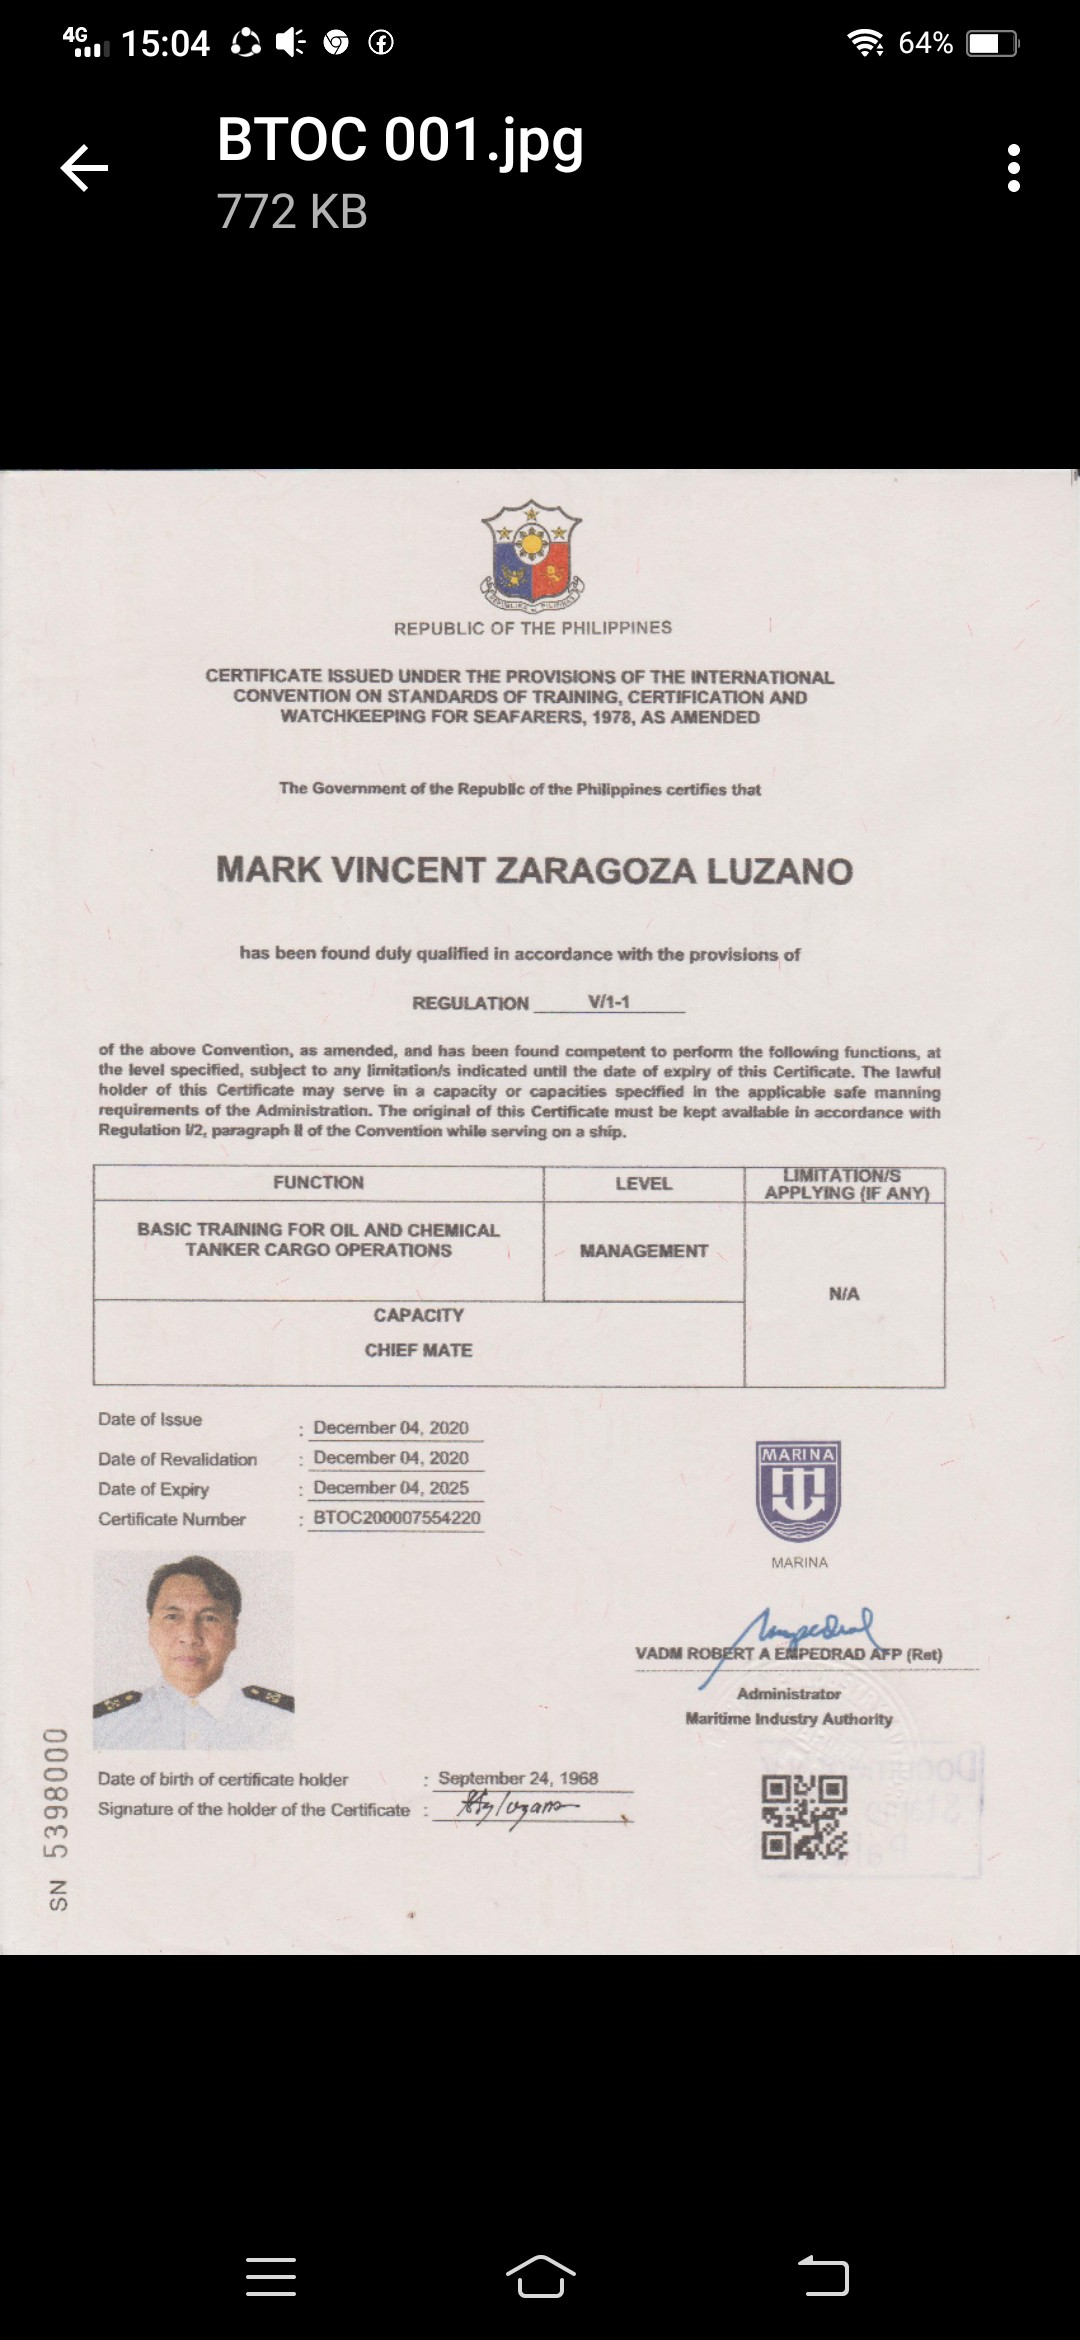 4G 15:04 64%
BTOC 001.jpg
772 KB
REPUBLIC OF THE PHILIPPINES
CERTIFICATE ISSUED UNDER THE PROVISIONS OF THE INTERNATIONAL
CONVENTION ON STANDARDS OF TRAINING, CERTIFICATION AND
WATCHKEEPING FOR SEAFARERS, 1978, AS AMENDED
The Government of the Republic of the Philippines certifies that
MARK VINCENT ZARAGOZA LUZANO
has been found duly qualified in accordance with the provisions of
REGULATION V/1-1
of the above Convention, as amended, and has been found competent to perform the following functions, at
the level specified, subject to any limitation/s indicated until the date of expiry of this Certificate. The lawful
holder of this Certificate may serve in a capacity or capacities specified in the applicable safe manning
requirements of the Administration. The original of this Certificate must be kept available in accordance with
Regulation I/2, paragraph II of the Convention while serving on a ship.
FUNCTION LEVEL LIMITATION/S
APPLYING (IF ANY)
BASIC TRAINING FOR OIL AND CHEMICAL
TANKER CARGO OPERATIONS MANAGEMENT
N/A
CAPACITY
CHIEF MATE
Date of Issue : December 04, 2020
Date of Revalidation : December 04, 2020
Date of Expiry : December 04, 2025
Certificate Number : BTOC200007554220
MARINA
MARINA
VADM ROBERT A EMPEDRAD AFP (Ret)
Administrator
Maritime Industry Authority
Date of birth of certificate holder : September 24, 1968
Signature of the holder of the Certificate :
SN 5398000